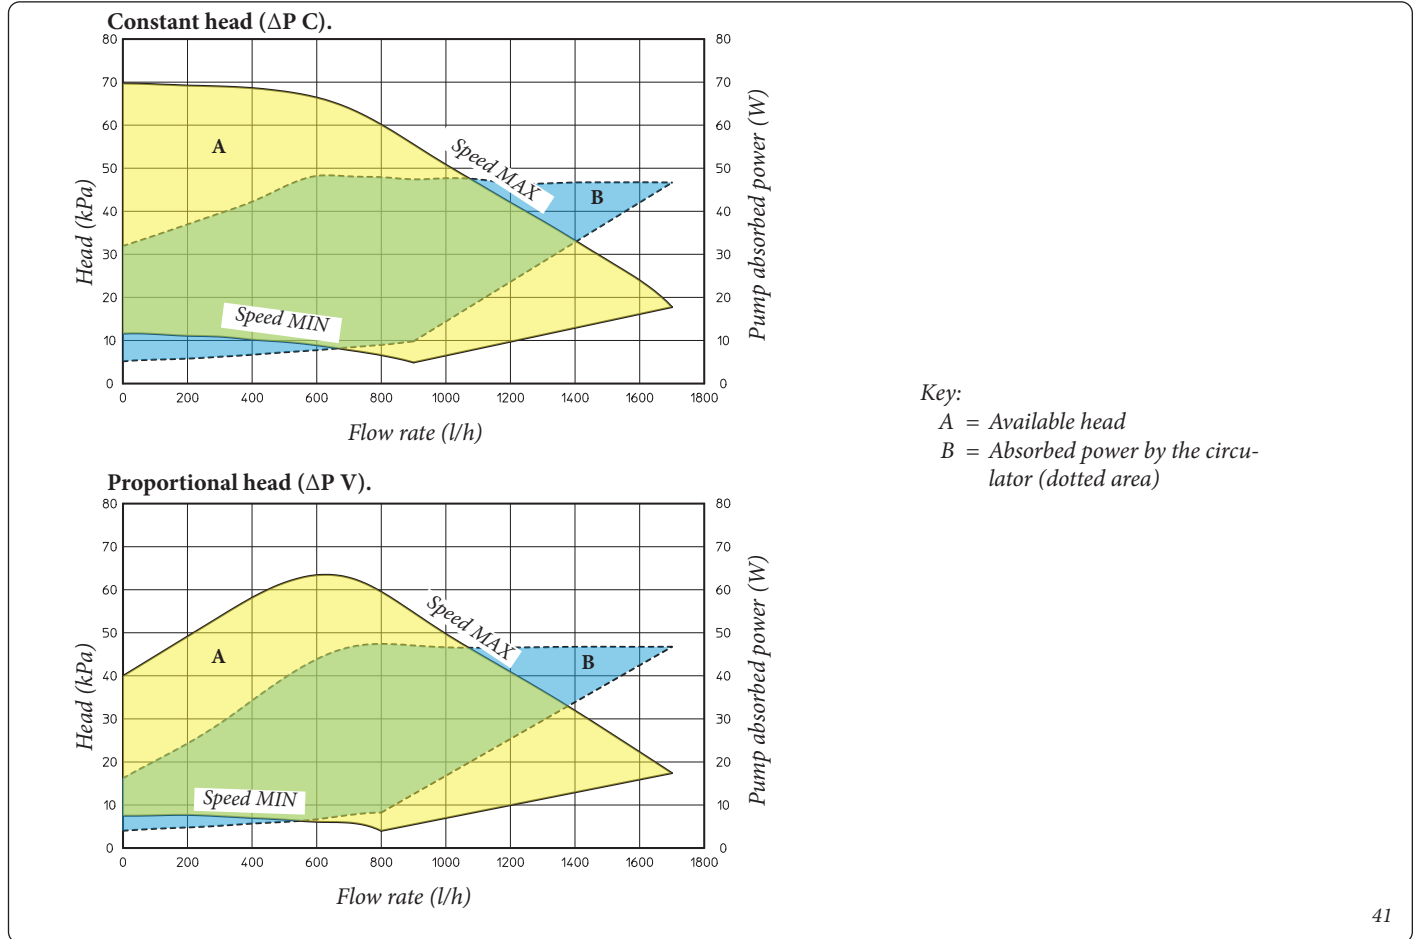 Constant head (ΔP C).
80
70
60
50
40
30
20
10
0
Head (kPa)
A
Speed MAX
B
Speed MIN
80
70
60
50
40
30
20
10
0
Pump absorbed power (W)
0 200 400 600 800 1000 1200 1400 1600 1800
Flow rate (l/h)
Key:
A = Available head
B = Absorbed power by the circu-
lator (dotted area)
Proportional head (ΔP V).
80
70
60
50
40
30
20
10
0
Head (kPa)
A
Speed MAX
B
Speed MIN
80
70
60
50
40
30
20
10
0
Pump absorbed power (W)
0 200 400 600 800 1000 1200 1400 1600 1800
Flow rate (l/h)
41